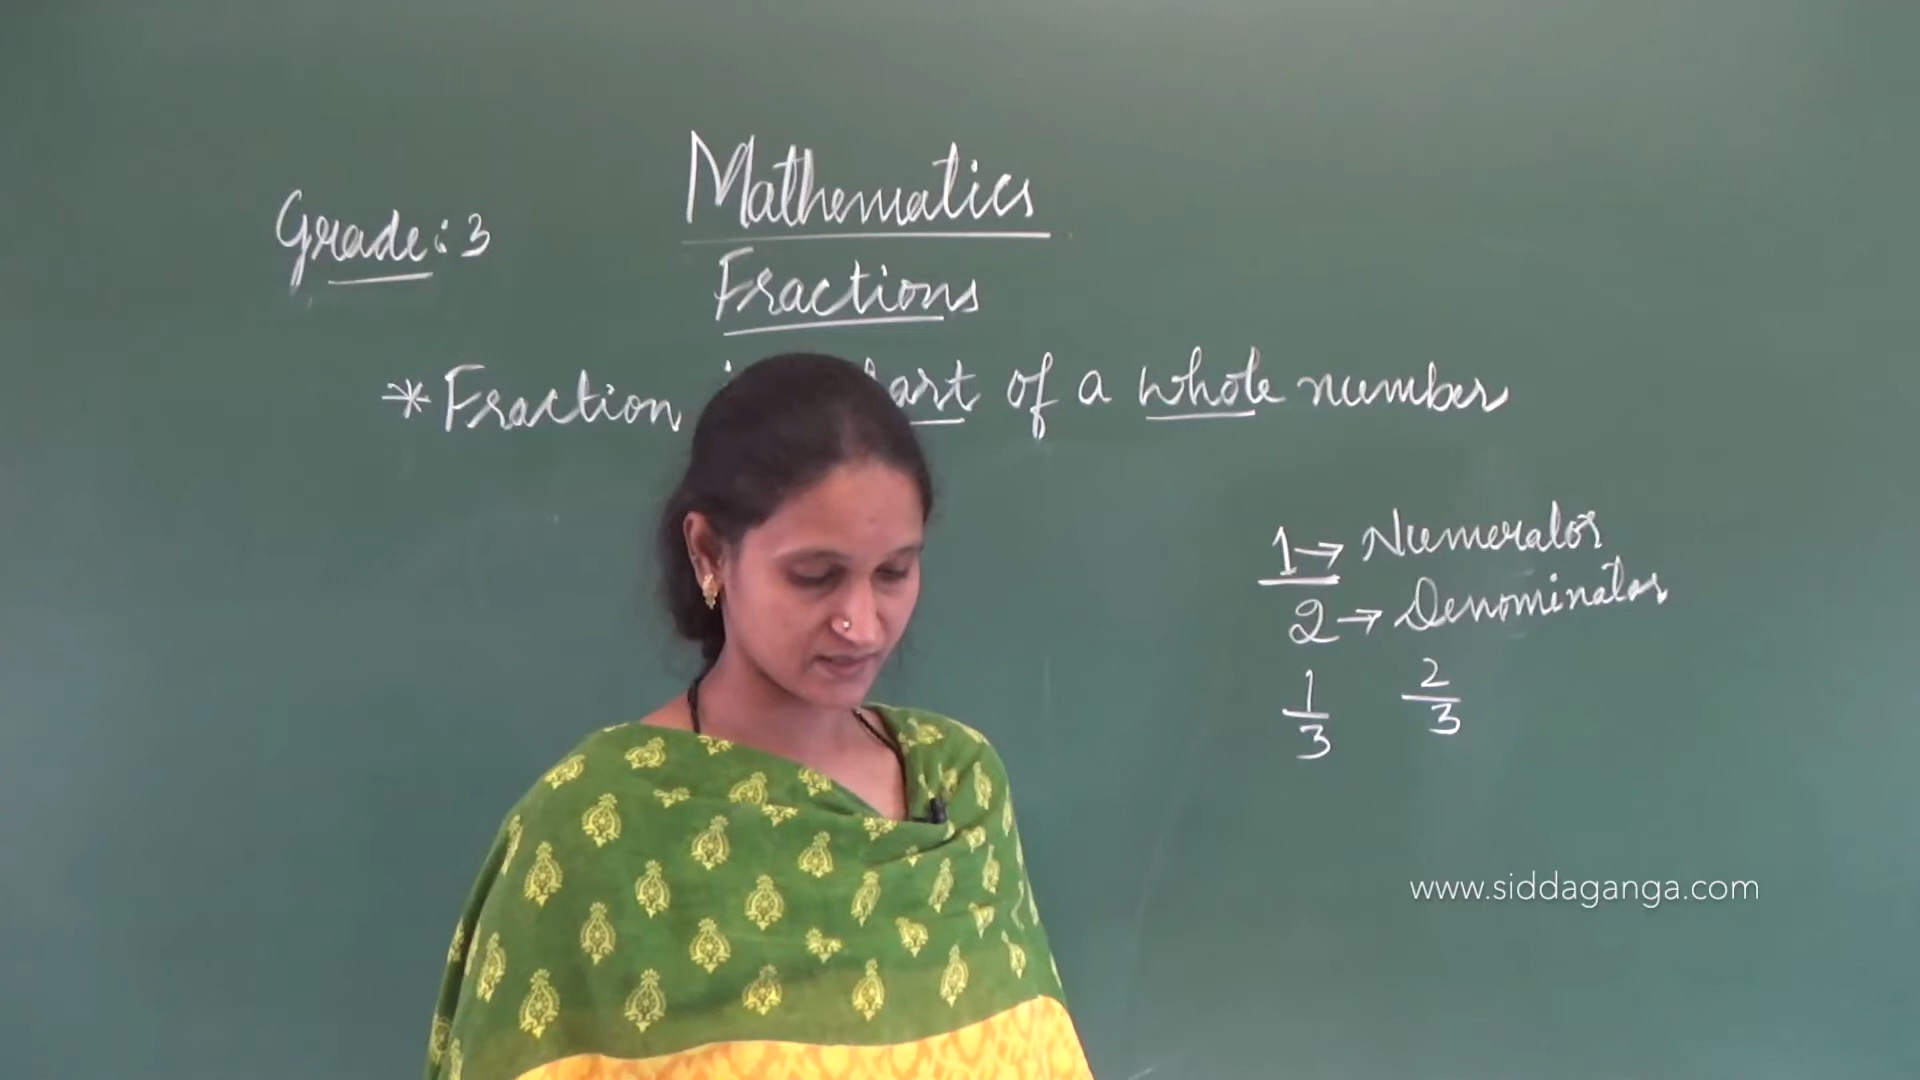 Mathematics
Grade: 3
Fractions
* Fraction of a whole number
1 → Numerator
2 → Denominator
1 2
3 3
www.siddaganga.com